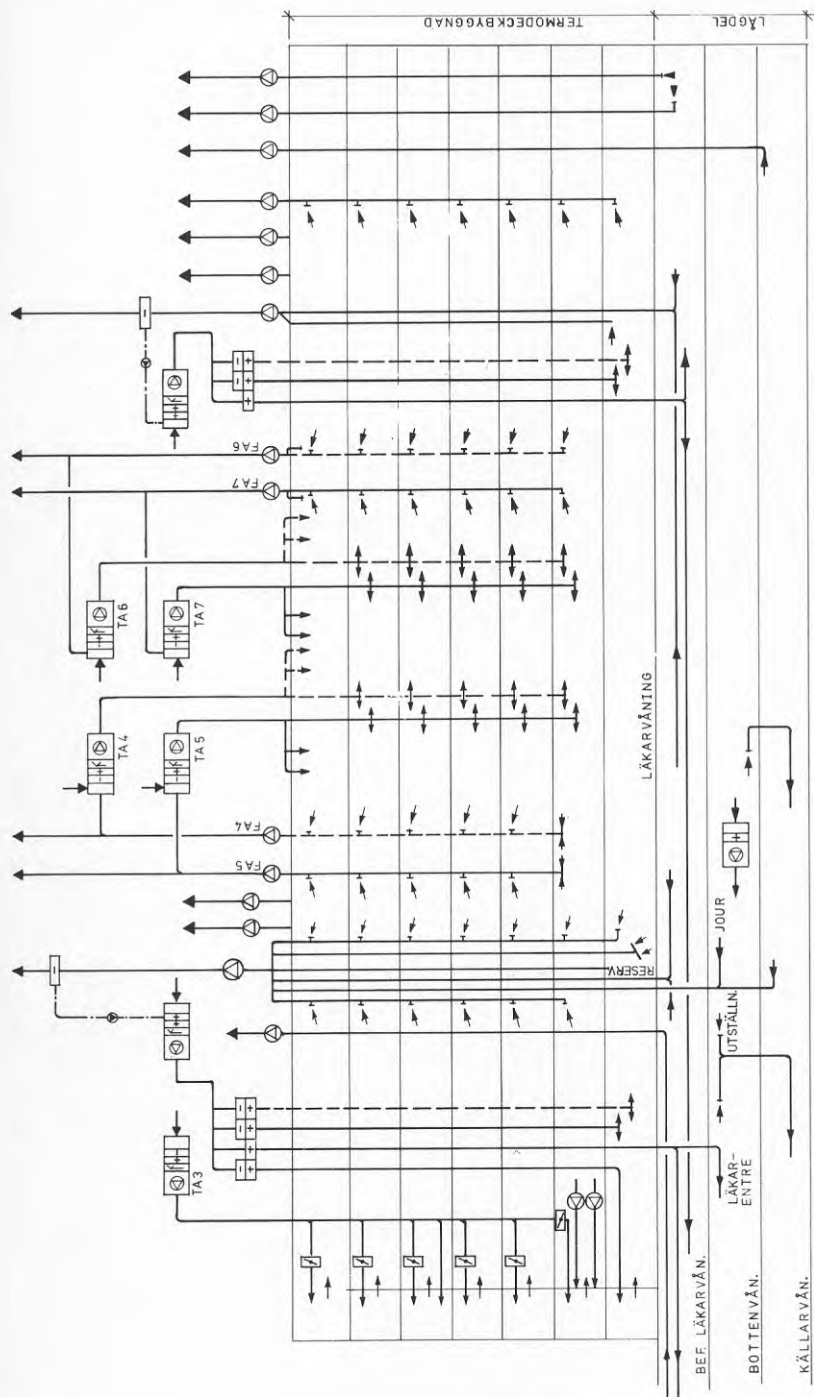 TERMODECKBYGGNAD
LÅGDEL
FA6
FA7
TA6
TA7
TA4
TA5
FA4
FA5
LÄKARVÅNING
RESERV.
JOUR
UTSTÄLLN.
TA3
LÄKAR-
ENTRE
BEF. LÄKARVÅN.
BOTTENVÅN.
KÄLLARVÅN.